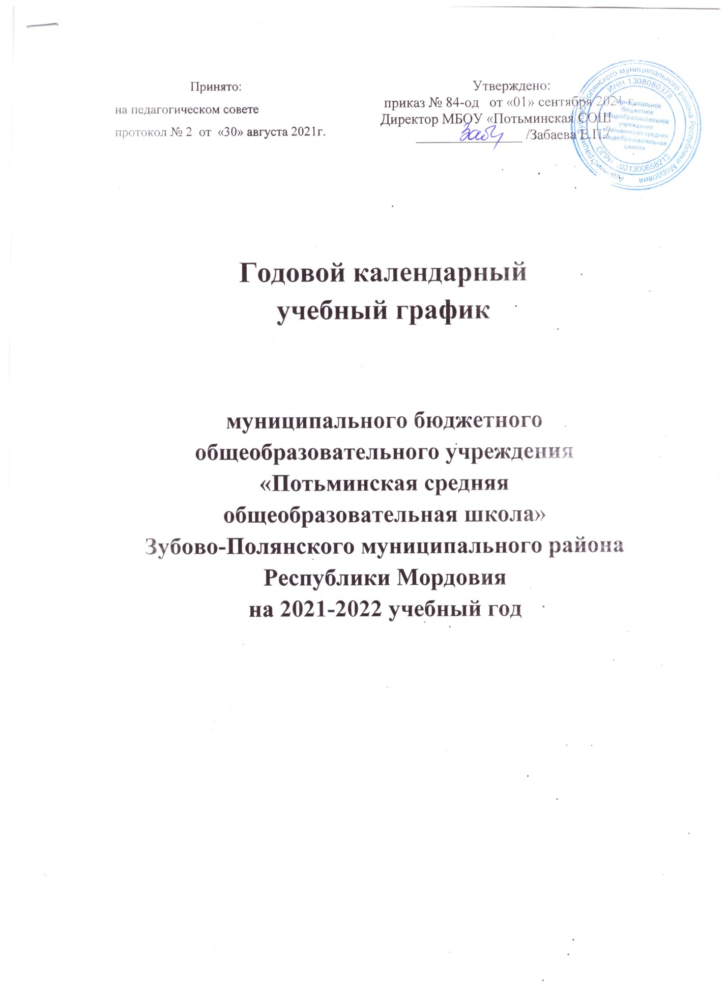 Принято:
на педагогическом совете
протокол № 2 от «30» августа 2021г.
Утверждено:
приказ № 84-од от «01» сентября 2021 г.
Директор МБОУ «Потьминская СОШ
/Забаева Е.П./
Администрация Зубово-Полянского муниципального района Республики Мордовия
ИНН 1308080378
Муниципальное
бюджетное
общеобразовательное
учреждение
«Потьминская средняя
общеобразовательная
школа»
ОГРН 1021300658213
Годовой календарный
учебный график
муниципального бюджетного
общеобразовательного учреждения
«Потьминская средняя
общеобразовательная школа»
Зубово-Полянского муниципального района
Республики Мордовия
на 2021-2022 учебный год